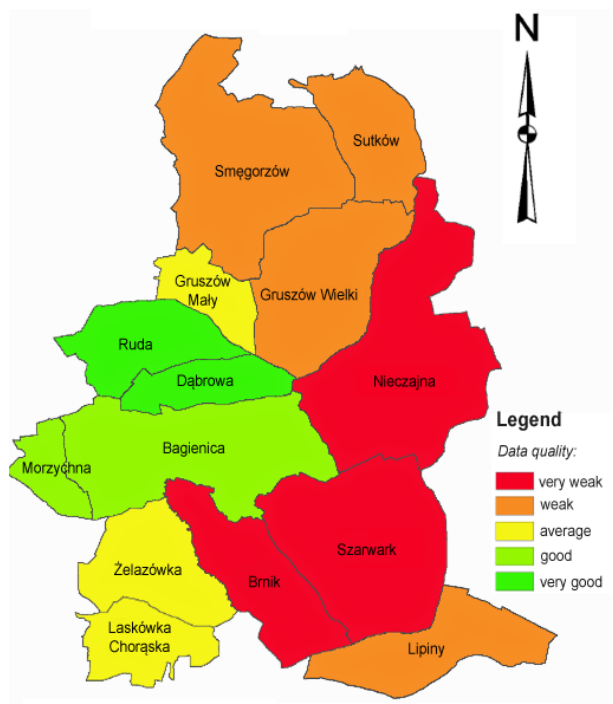 N
Sutków
Smęgorzów
Gruszów
Mały
Gruszów Wielki
Ruda
Dąbrowa
Nieczajna
Bagienica
Morzychna
Żelazówka
Brnik
Szarwark
Laskówka
Chorąska
Lipiny
Legend
Data quality:
very weak
weak
average
good
very good